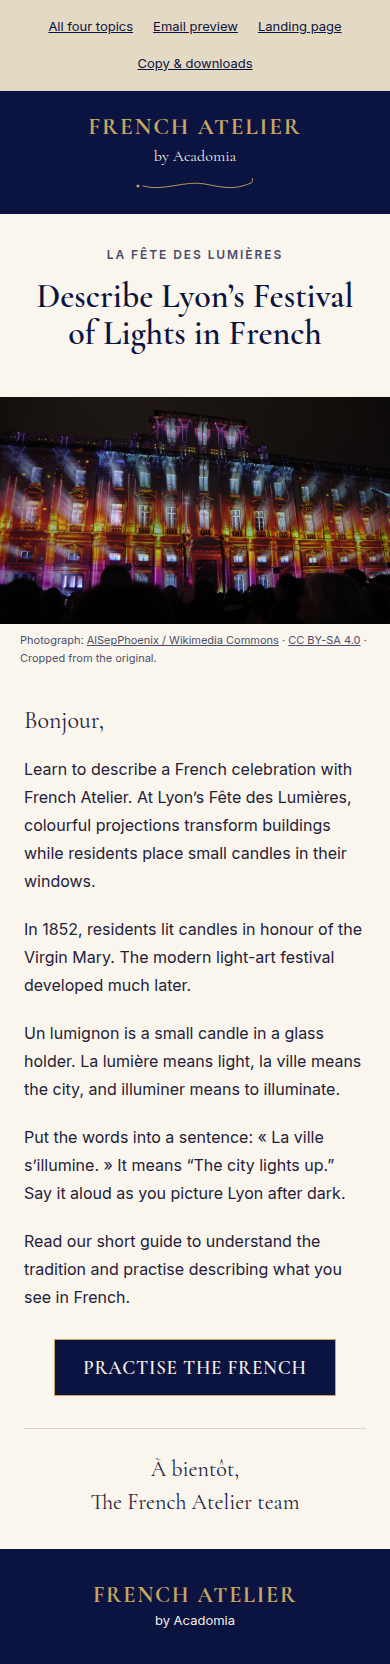 All four topics Email preview Landing page
Copy & downloads
FRENCH ATELIER
by Acadomia
LA FÊTE DES LUMIÈRES
Describe Lyon’s Festival
of Lights in French
Photograph: AlSepPhoenix / Wikimedia Commons · CC BY-SA 4.0 ·
Cropped from the original.
Bonjour,
Learn to describe a French celebration with
French Atelier. At Lyon’s Fête des Lumières,
colourful projections transform buildings
while residents place small candles in their
windows.
In 1852, residents lit candles in honour of the
Virgin Mary. The modern light-art festival
developed much later.
Un lumignon is a small candle in a glass
holder. La lumière means light, la ville means
the city, and illuminer means to illuminate.
Put the words into a sentence: « La ville
s’illumine. » It means “The city lights up.”
Say it aloud as you picture Lyon after dark.
Read our short guide to understand the
tradition and practise describing what you
see in French.
PRACTISE THE FRENCH
À bientôt,
The French Atelier team
FRENCH ATELIER
by Acadomia